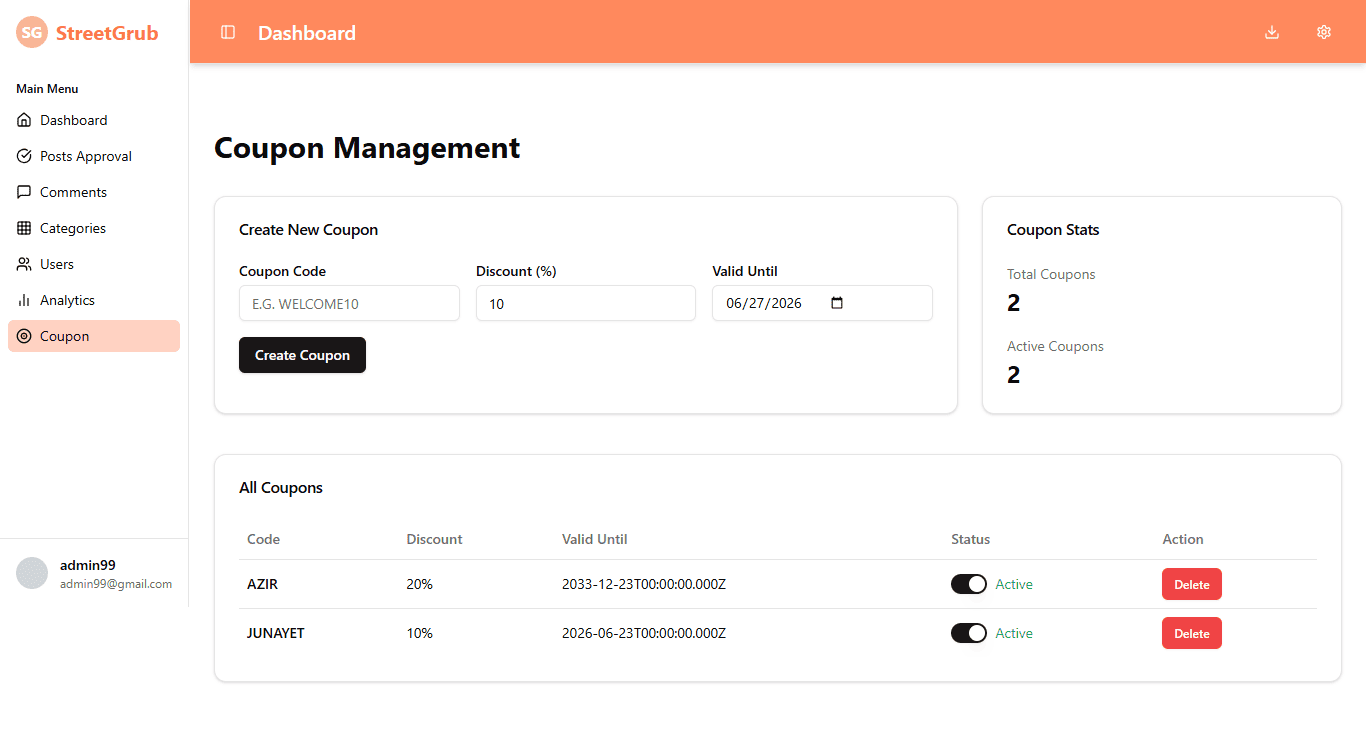 SG StreetGrub
Dashboard
Main Menu
Dashboard
Posts Approval
Comments
Categories
Users
Analytics
Coupon
admin99
admin99@gmail.com
Coupon Management
Create New Coupon
Coupon Code Discount (%) Valid Until
E.G. WELCOME10 10 06/27/2026
Create Coupon
Coupon Stats
Total Coupons
2
Active Coupons
2
All Coupons
Code Discount Valid Until Status Action
AZIR 20% 2033-12-23T00:00:00.000Z Active Delete
JUNAYET 10% 2026-06-23T00:00:00.000Z Active Delete